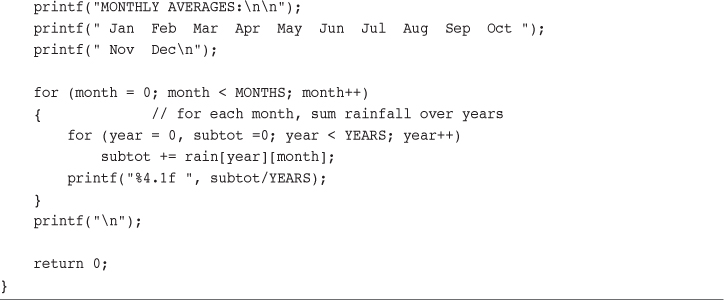 printf("MONTHLY AVERAGES:\n\n");
    printf(" Jan  Feb  Mar  Apr  May  Jun  Jul  Aug  Sep  Oct ");
    printf(" Nov  Dec\n");

    for (month = 0; month < MONTHS; month++)
    {             // for each month, sum rainfall over years
        for (year = 0, subtot =0; year < YEARS; year++)
            subtot += rain[year][month];
        printf("%4.1f ", subtot/YEARS);
    }
    printf("\n");

    return 0;
}